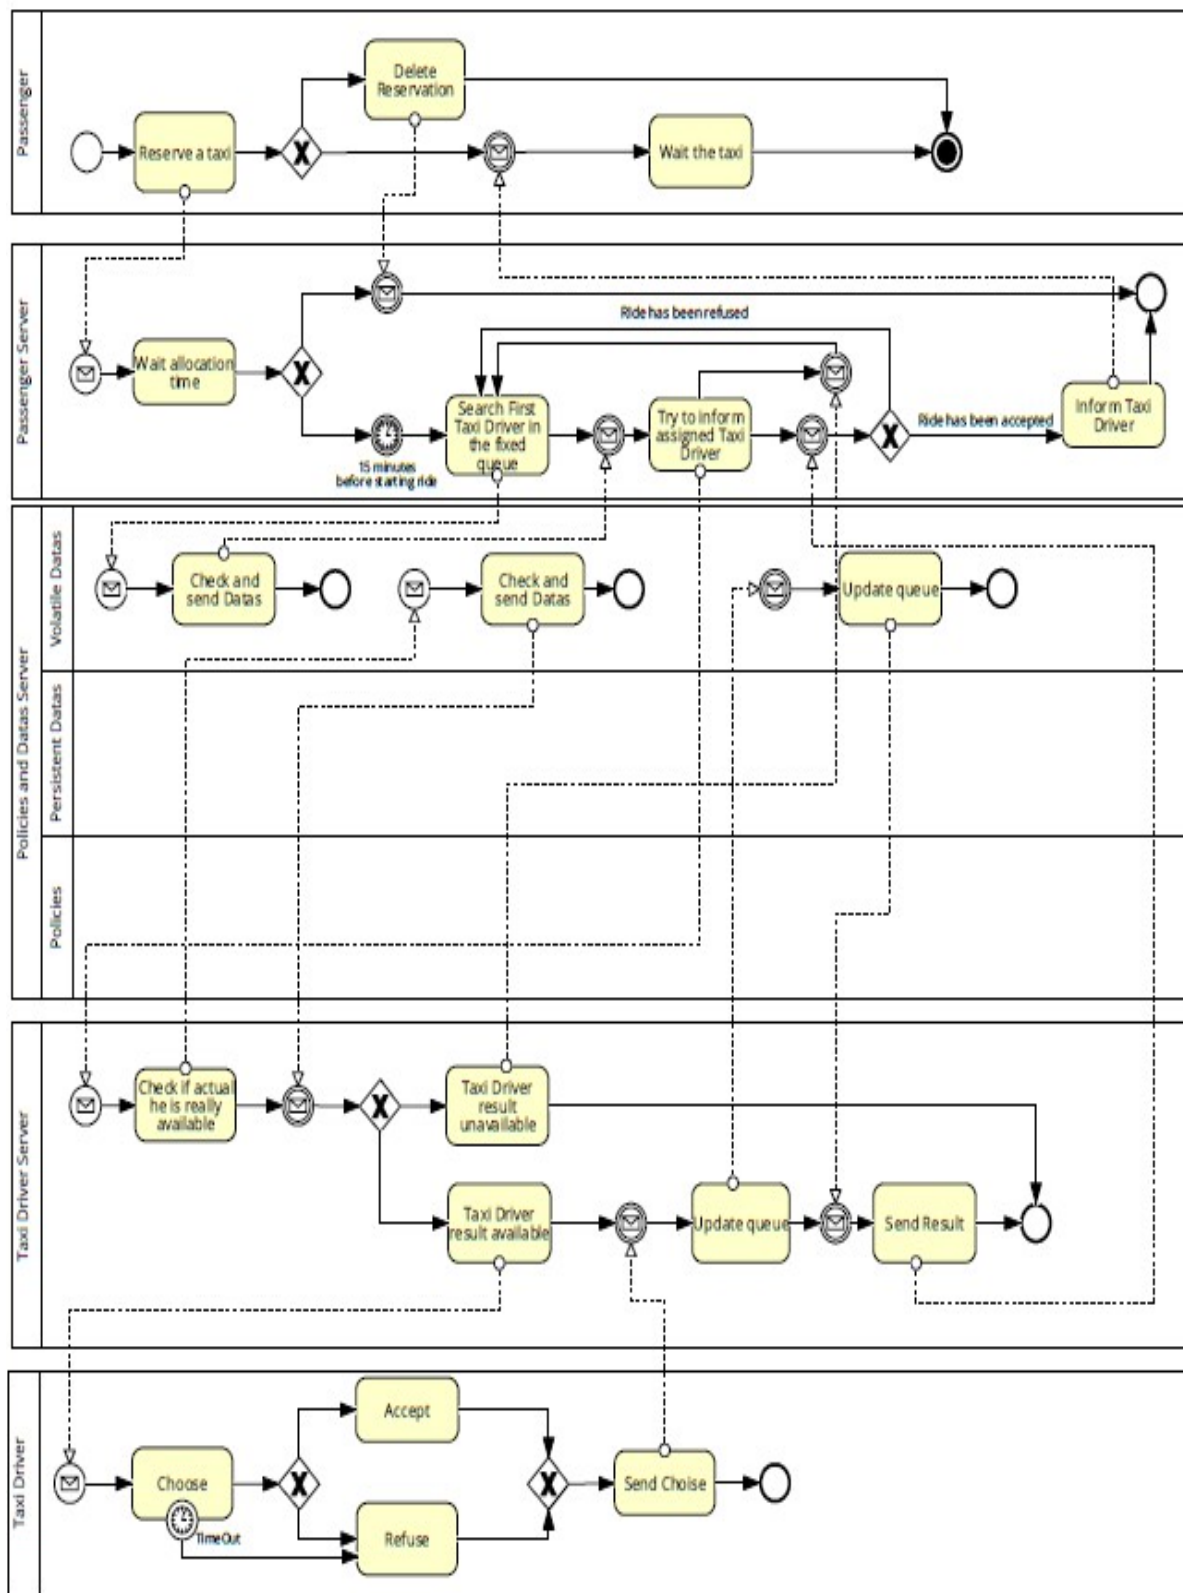 Passenger
Delete
Reservation
Reserve a taxi
Wait the taxi
Passenger Server
Ride has been refused
Wait allocation
time
Search First
Taxi Driver in
the fixed
queue
Try to inform
assigned Taxi
Driver
Ride has been accepted
Inform Taxi
Driver
15 minutes
before starting ride
Policies and Datas Server
Volatile Datas
Check and
send Datas
Check and
send Datas
Update queue
Persistent Datas
Policies
Taxi Driver Server
Check if actual
he is really
available
Taxi Driver
result
unavailable
Taxi Driver
result available
Update queue
Send Result
Taxi Driver
Accept
Choose
TimeOut
Refuse
Send Choise